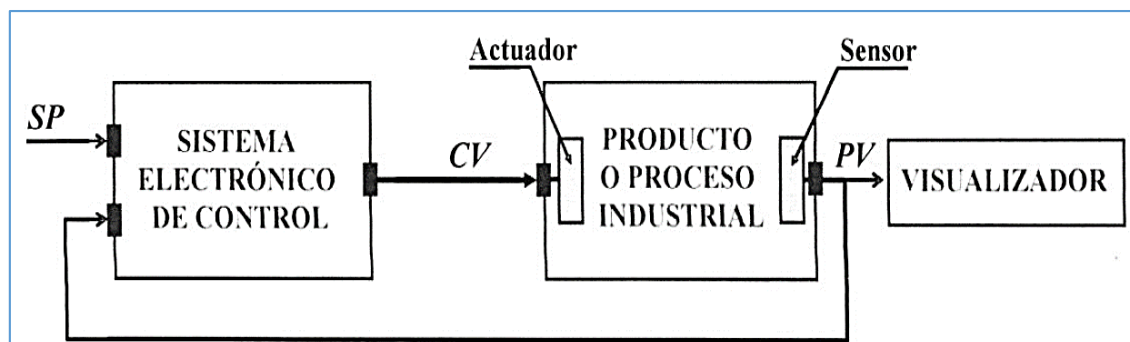 Actuador
Sensor
SP
SISTEMA
ELECTRÓNICO
DE CONTROL
CV
PRODUCTO
O PROCESO
INDUSTRIAL
PV
VISUALIZADOR